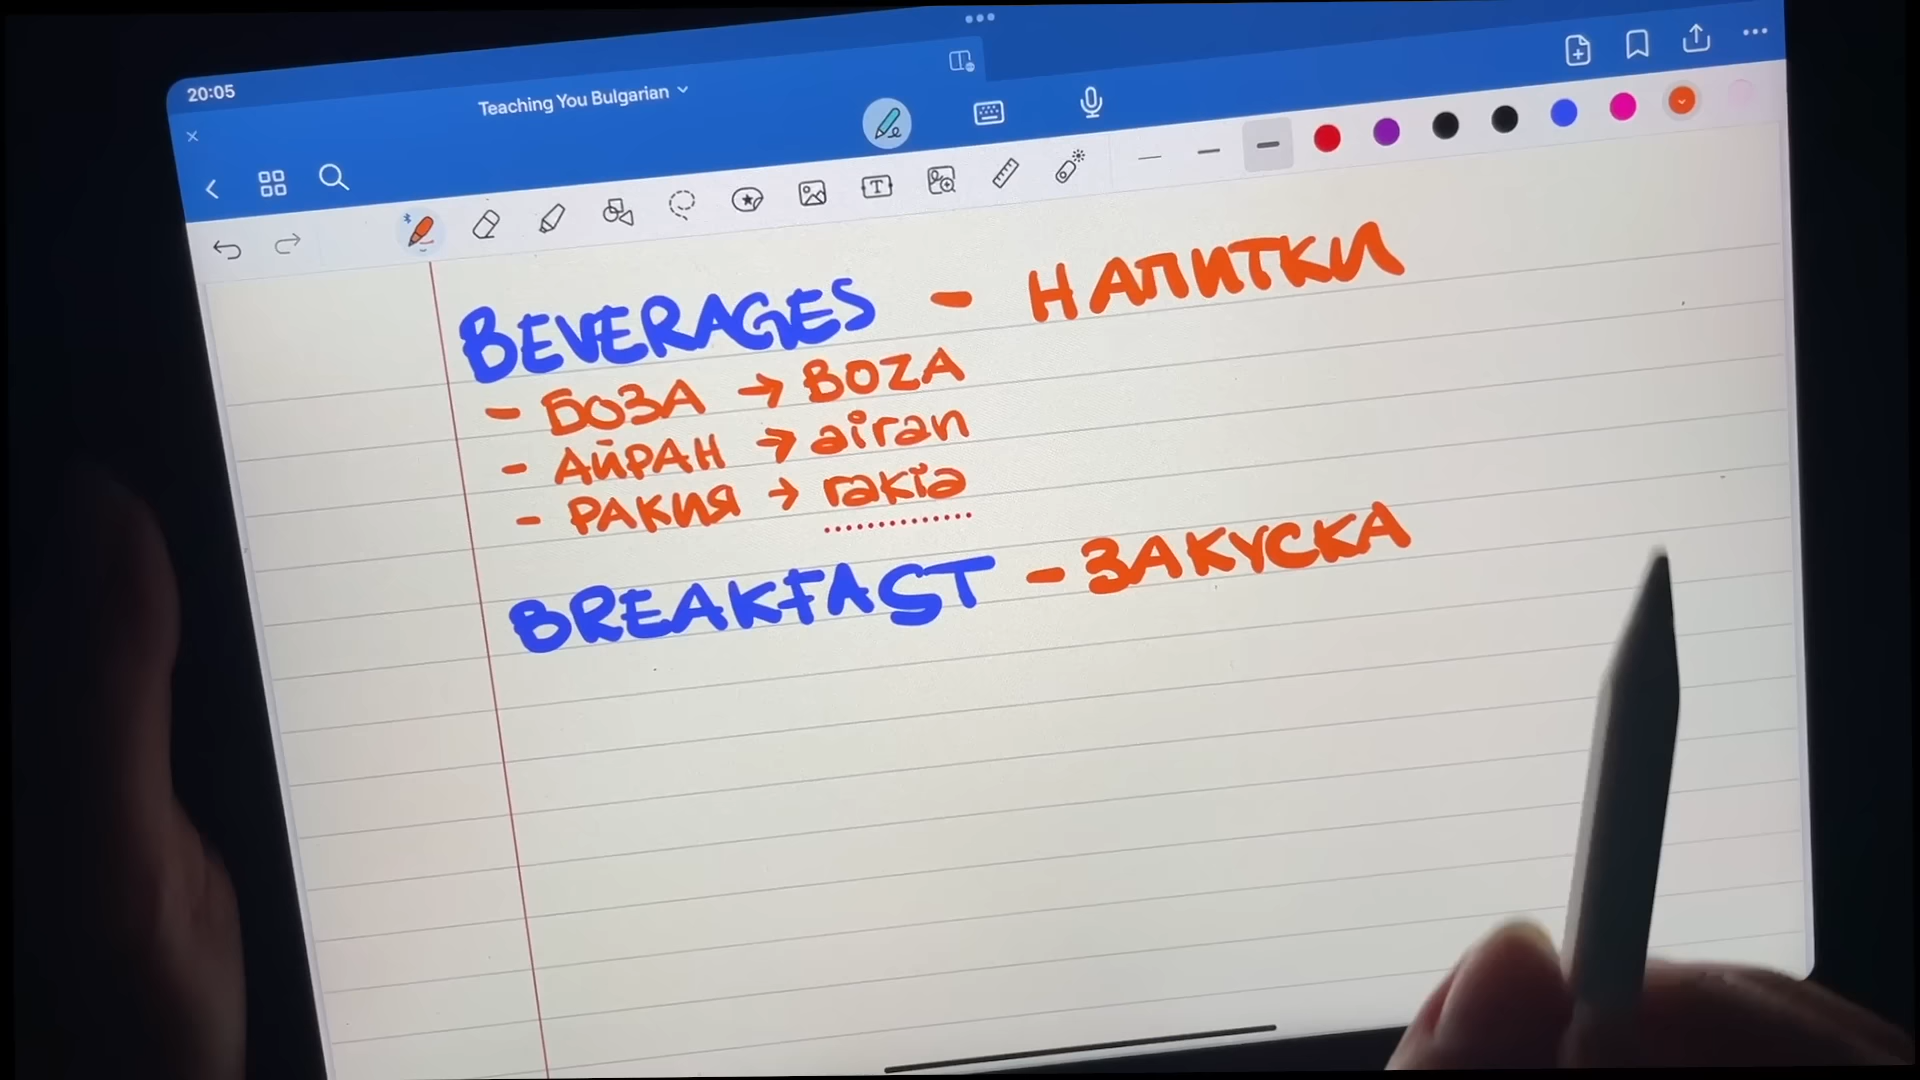 20:05
Teaching You Bulgarian
BEVERAGES - НАПИТКИ
- БОЗА → BOZA
- АЙРАН → airan
- РАКИЯ → rakia
BREAKFAST - ЗАКУСКА